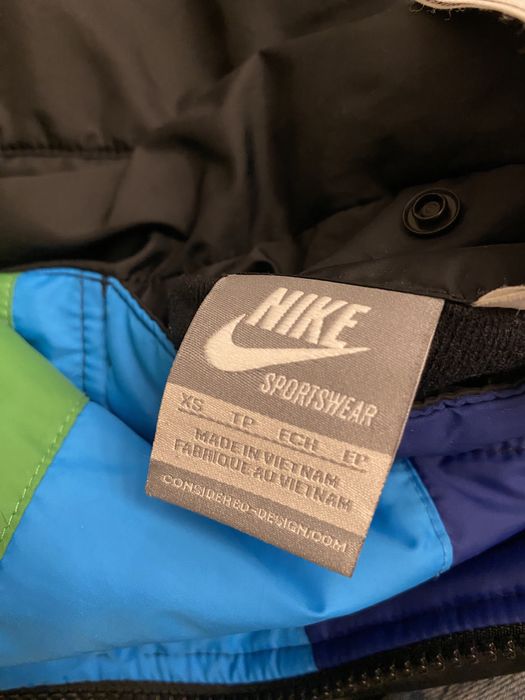 NIKE
SPORTSWEAR
XS TP ECH EP
MADE IN VIETNAM
FABRIQUE AU VIETNAM
CONSIDERED-DESIGN.COM